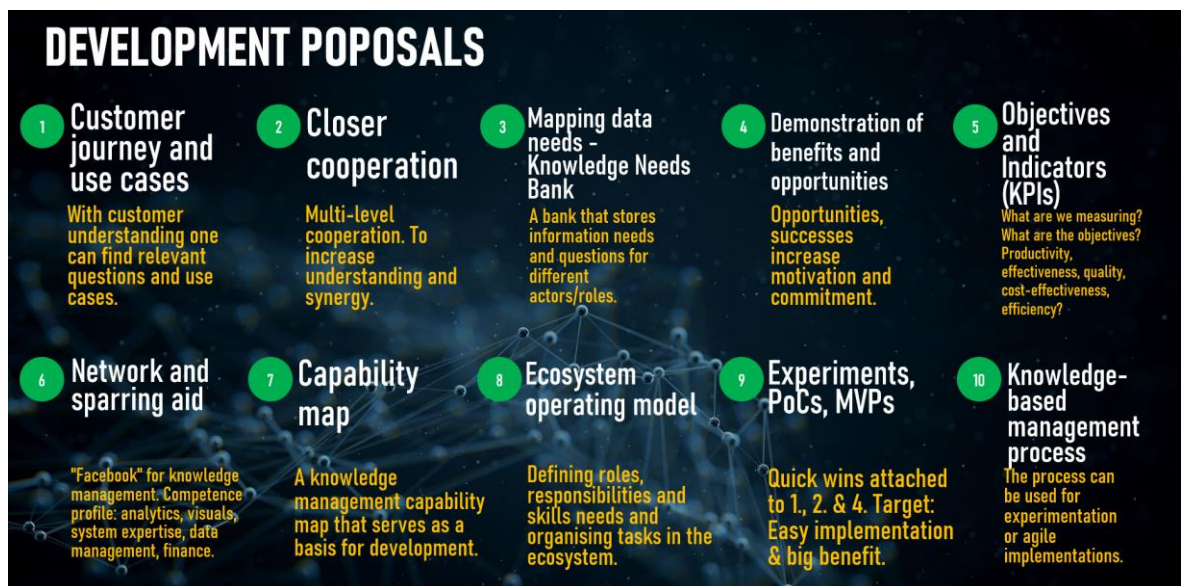 DEVELOPMENT POPOSALS
1
Customer
journey and
use cases
With customer
understanding one
can find relevant
questions and use
cases.
2
Closer
cooperation
Multi-level
cooperation. To
increase
understanding and
synergy.
3
Mapping data
needs -
Knowledge Needs
Bank
A bank that stores
information needs
and questions for
different
actors/roles.
4
Demonstration of
benefits and
opportunities
Opportunities,
successes
increase
motivation and
commitment.
5
Objectives
and
Indicators
(KPIs)
What are we measuring?
What are the objectives?
Productivity,
effectiveness, quality,
cost-effectiveness,
efficiency?
6
Network and
sparring aid
"Facebook" for knowledge
management. Competence
profile: analytics, visuals,
system expertise, data
management, finance.
7
Capability
map
A knowledge
management capability
map that serves as a
basis for development.
8
Ecosystem
operating model
Defining roles,
responsibilities and
skills needs and
organising tasks in the
ecosystem.
9
Experiments,
PoCs, MVPs
Quick wins attached
to 1., 2. & 4. Target:
Easy implementation
& big benefit.
10
Knowledge-
based
management
process
The process can
be used for
experimentation
or agile
implementations.